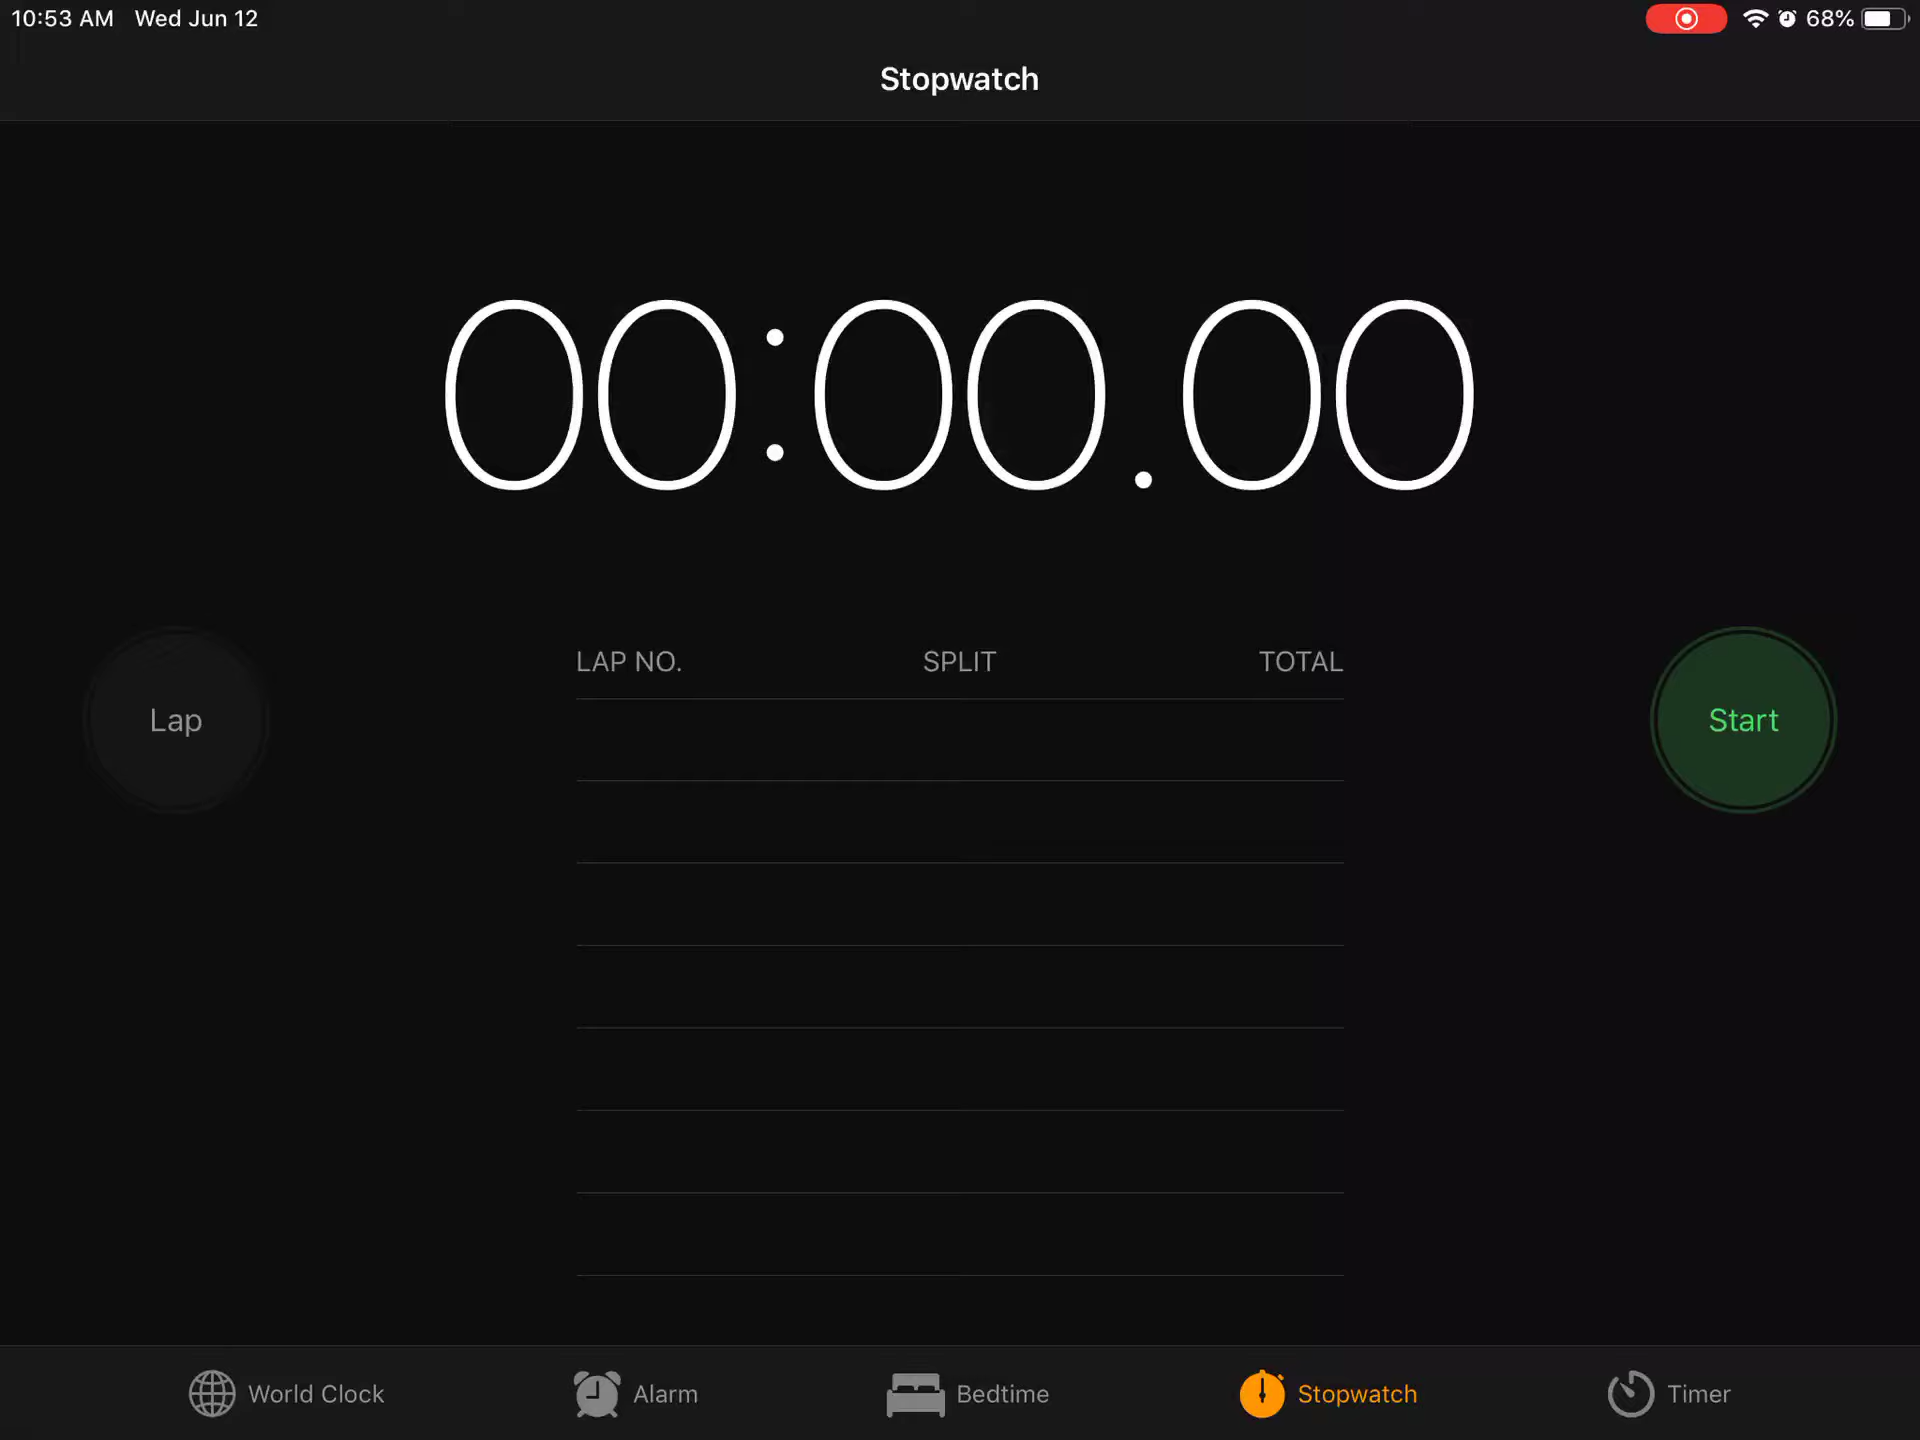 10:53 AM Wed Jun 12
68%
Stopwatch
00:00.00
LAP NO. SPLIT TOTAL
Lap
Start
World Clock
Alarm
Bedtime
Stopwatch
Timer